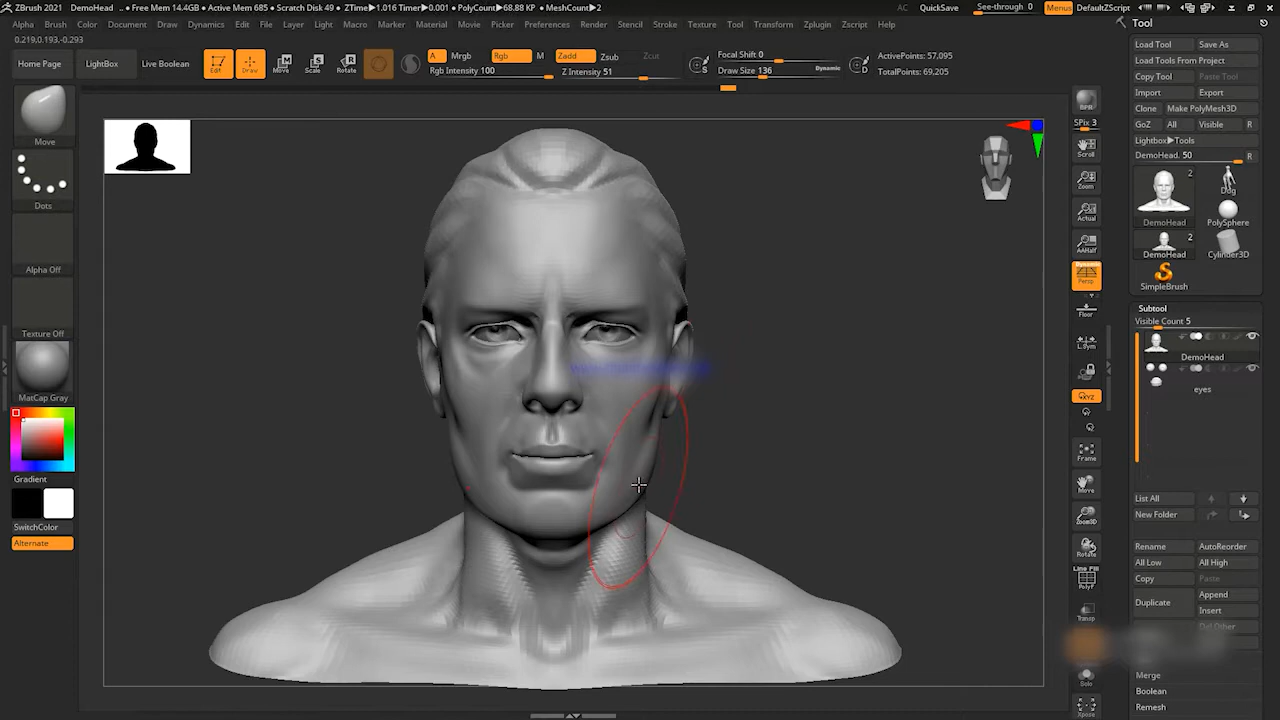 ZBrush 2021 DemoHead .. • Free Mem 14.4GB • Active Mem 685 • Scratch Disk 49 • ZTime▶1.016 Timer▶0.001 • PolyCount▶68.88 KP • MeshCount▶2 AC QuickSave See-through 0 Menus DefaultZScript
Alpha Brush Color Document Draw Dynamics Edit File Layer Light Macro Marker Material Movie Picker Preferences Render Stencil Stroke Texture Tool Transform Zplugin Zscript Help
0.219,0.193,-0.293
Home Page LightBox Live Boolean Edit Draw Move Scale Rotate
A Mrgb Rgb M Zadd Zsub Zcut
Rgb Intensity 100 Z Intensity 51
Focal Shift 0
Draw Size 136 Dynamic
S D
ActivePoints: 57,095
TotalPoints: 69,205
Move
Dots
Alpha Off
Texture Off
MatCap Gray
Gradient
SwitchColor
Alternate
BPR
SPix 3
Scroll
Zoom
Actual
AAHalf
Dynamic
Persp
Floor
L.Sym
XYZ
Frame
Move
Zoom3D
Rotate
Line Fill
PolyF
Transp
Solo
Xpose
Tool
Load Tool Save As
Load Tools From Project
Copy Tool Paste Tool
Import Export
Clone Make PolyMesh3D
GoZ All Visible R
Lightbox▶Tools
DemoHead. 50 R
2
DemoHead Dog
PolySphere
2
DemoHead Cylinder3D
SimpleBrush
Subtool
Visible Count 5
DemoHead
eyes
List All
New Folder
Rename AutoReorder
All Low All High
Copy Paste
Duplicate Append
Insert
Del Other
Merge
Boolean
Remesh